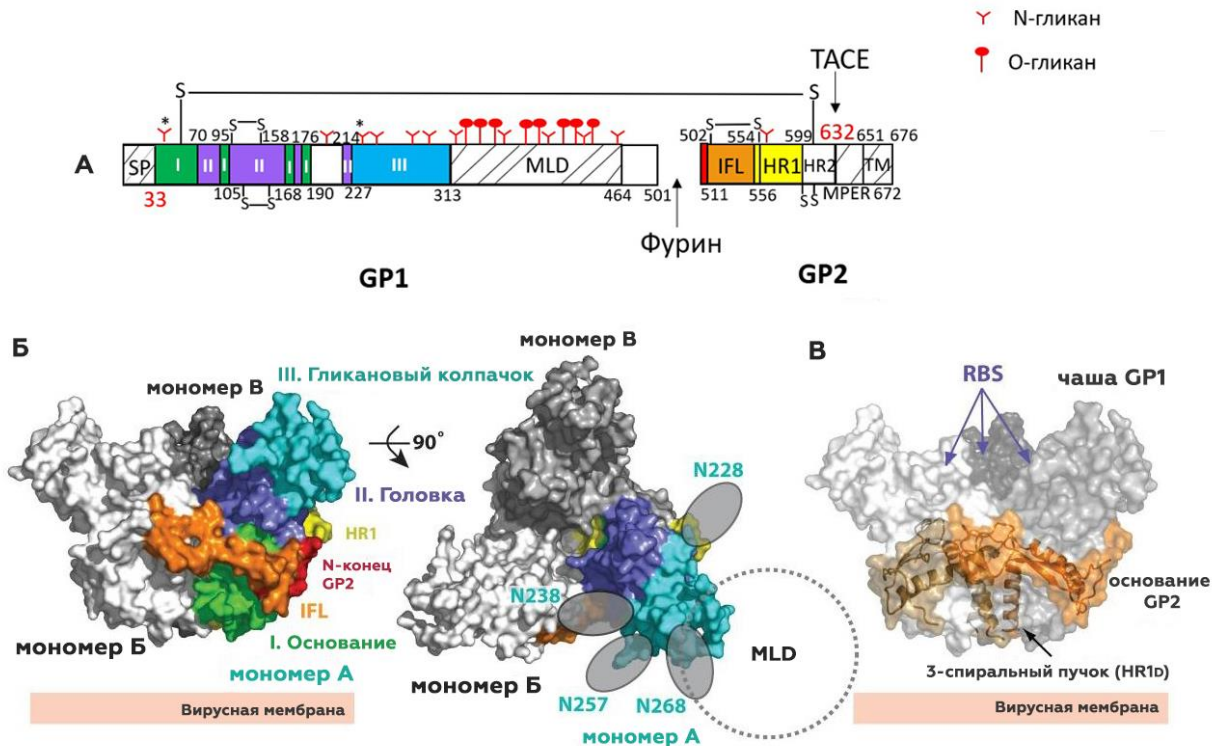 N-гликан
О-гликан
TACE
S S
* *
70 95 S S 158 176 214 502 S S 554 599 632 651 676
А SP I II I II I I II III MLD IFL HR1 HR2 TM
33 105 S S 168 190 227 313 464 501 511 556 S S MPER 672
Фурин
GP1 GP2
Б
мономер В
III. Гликановый колпачок
90°
II. Головка
HR1
N-конец
GP2
IFL
I. Основание
мономер Б
мономер А
Вирусная мембрана
мономер В
N228
N238
MLD
мономер Б
N257
N268
мономер А
В
RBS
чаша GP1
основание
GP2
3-спиральный пучок (HR1D)
Вирусная мембрана